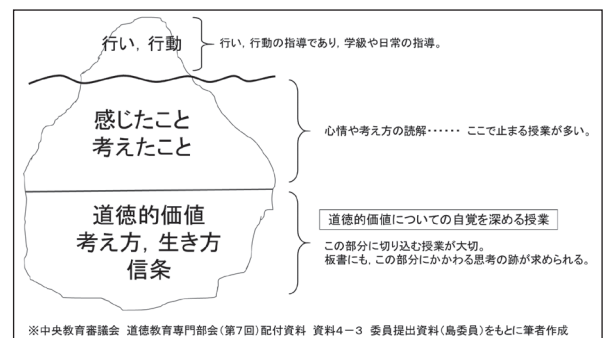 行い，行動
行い，行動の指導であり，学級や日常の指導。
感じたこと
考えたこと
心情や考え方の読解‥‥‥ ここで止まる授業が多い。
道徳的価値
考え方，生き方
信条
道徳的価値についての自覚を深める授業
この部分に切り込む授業が大切。
板書にも，この部分にかかわる思考の跡が求められる。
※中央教育審議会 道徳教育専門部会（第7回）配付資料 資料4－3 委員提出資料（島委員）をもとに筆者作成